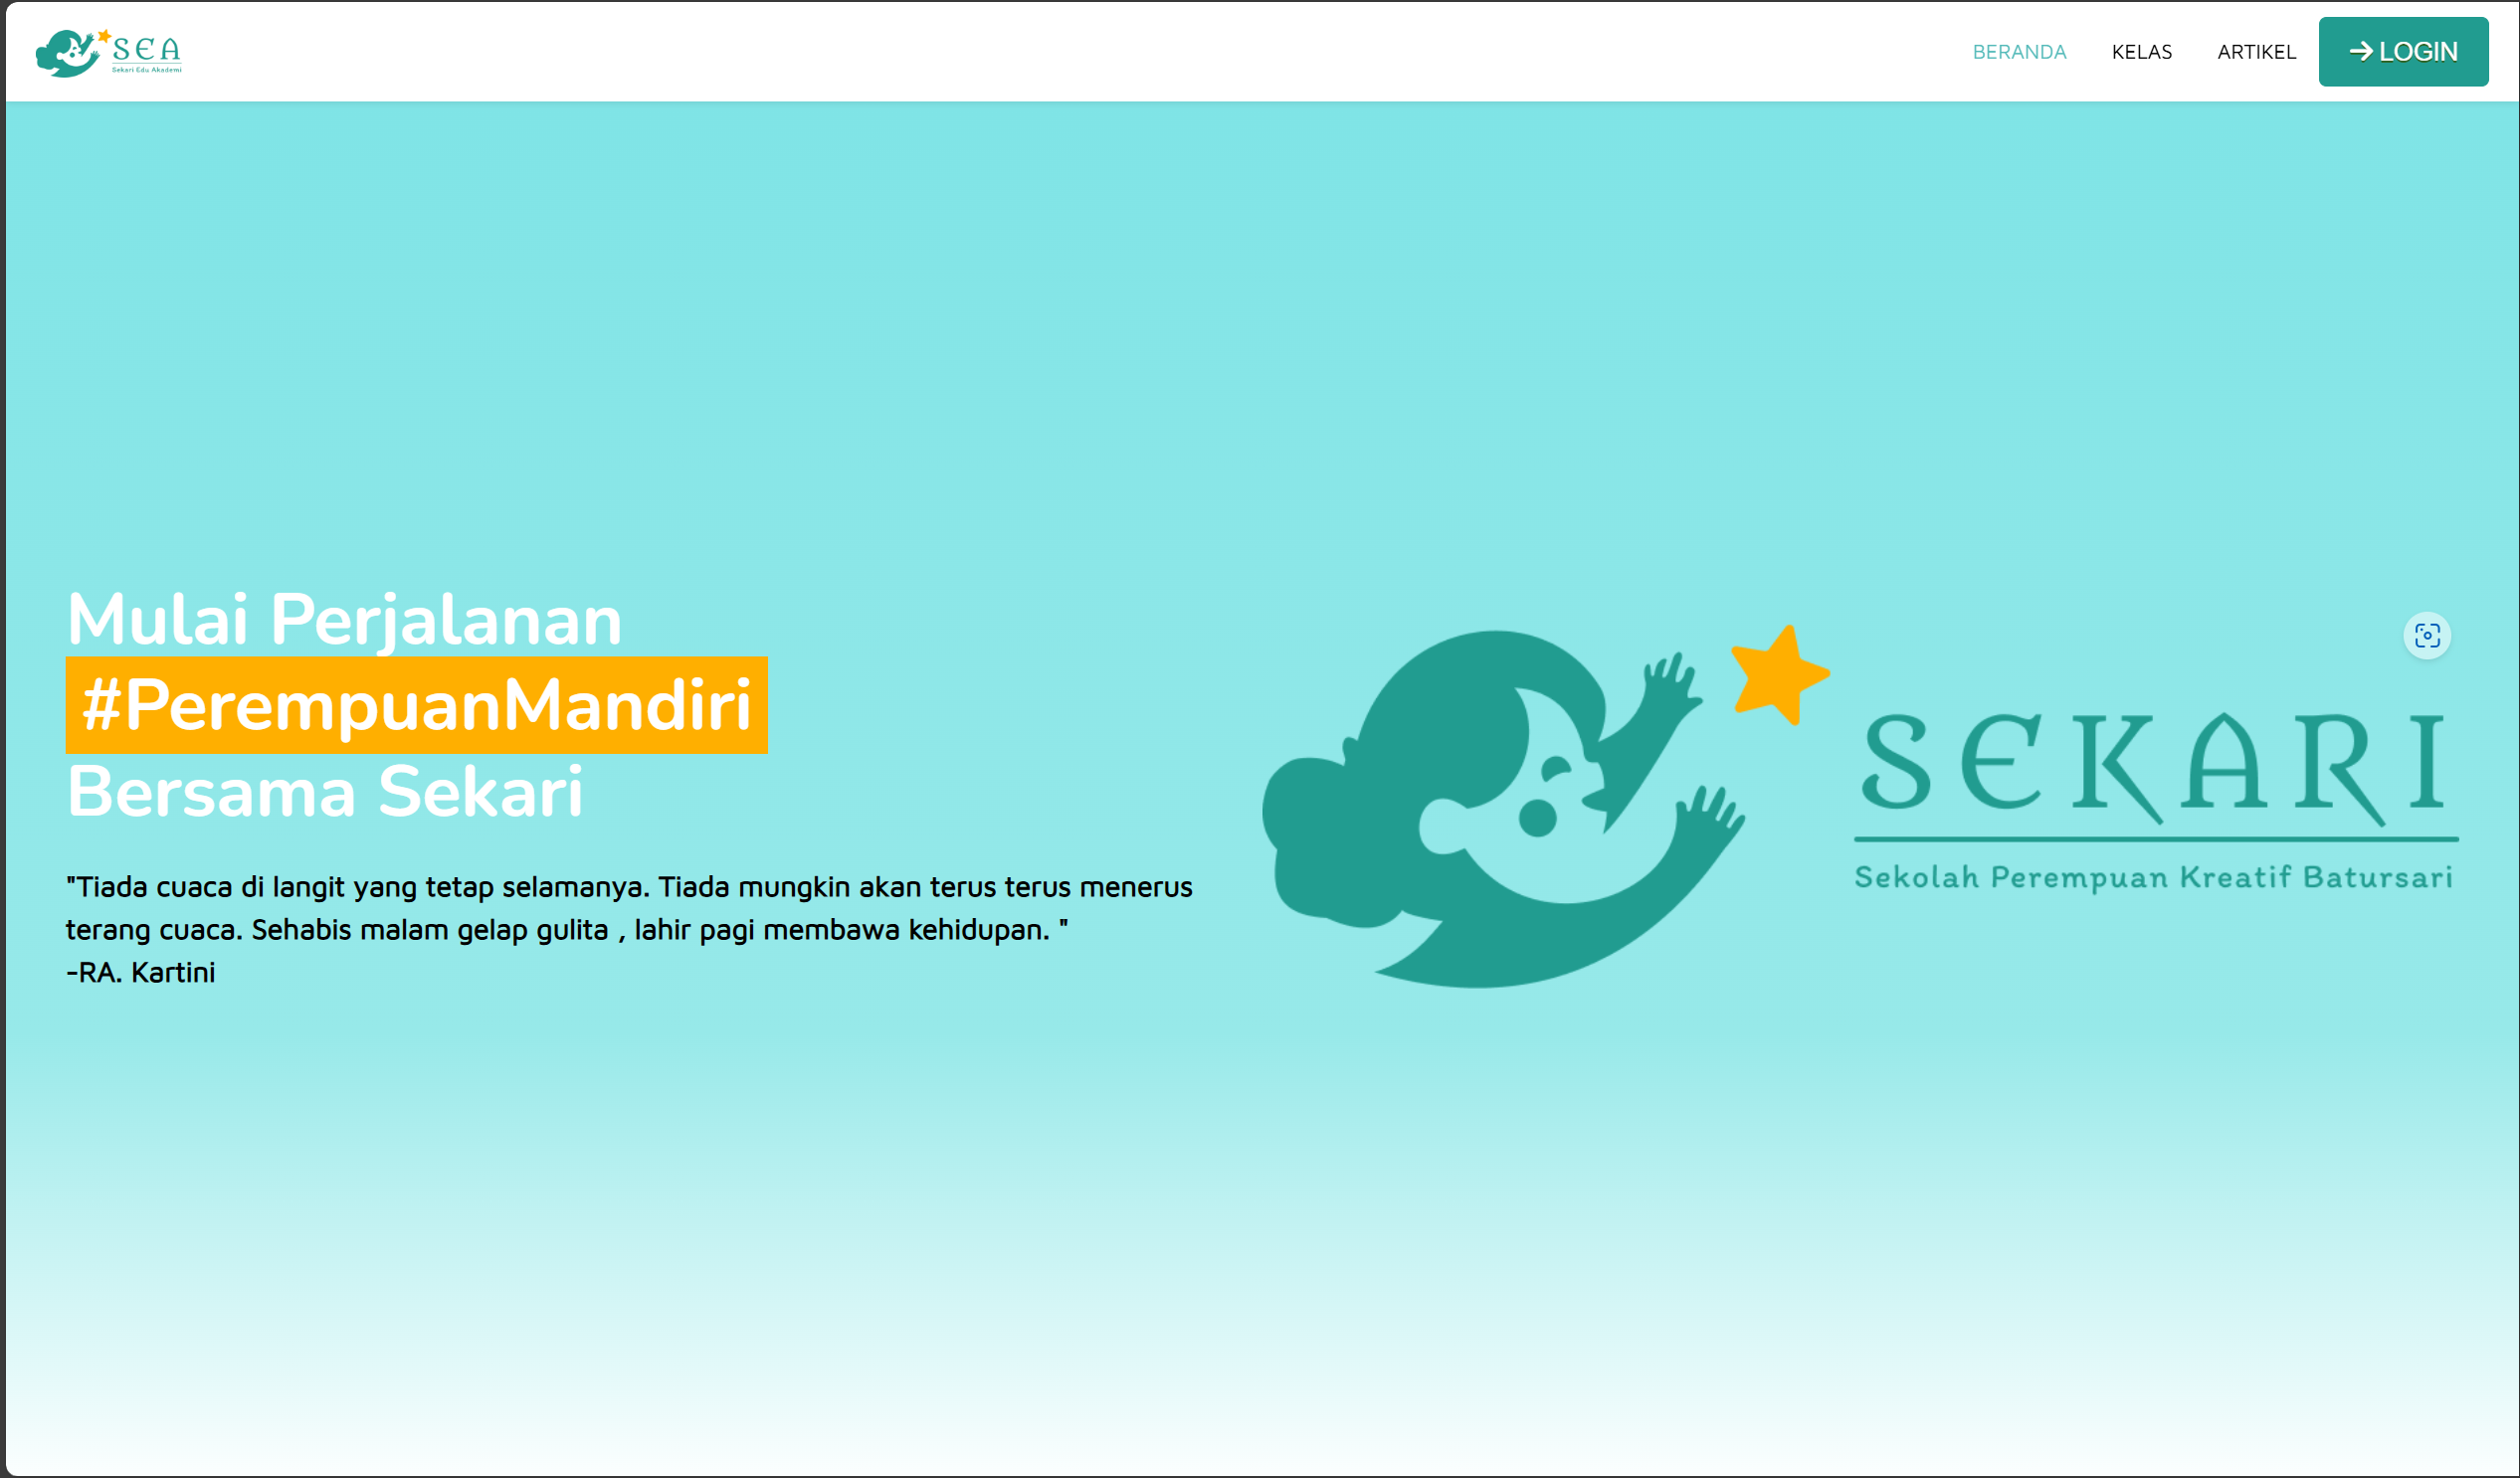 SEA
Sekari Edu Akademi
BERANDA
KELAS
ARTIKEL
LOGIN
Mulai Perjalanan
#PerempuanMandiri
Bersama Sekari
"Tiada cuaca di langit yang tetap selamanya. Tiada mungkin akan terus terus menerus
terang cuaca. Sehabis malam gelap gulita , lahir pagi membawa kehidupan. "
-RA. Kartini
SEKARI
Sekolah Perempuan Kreatif Batursari